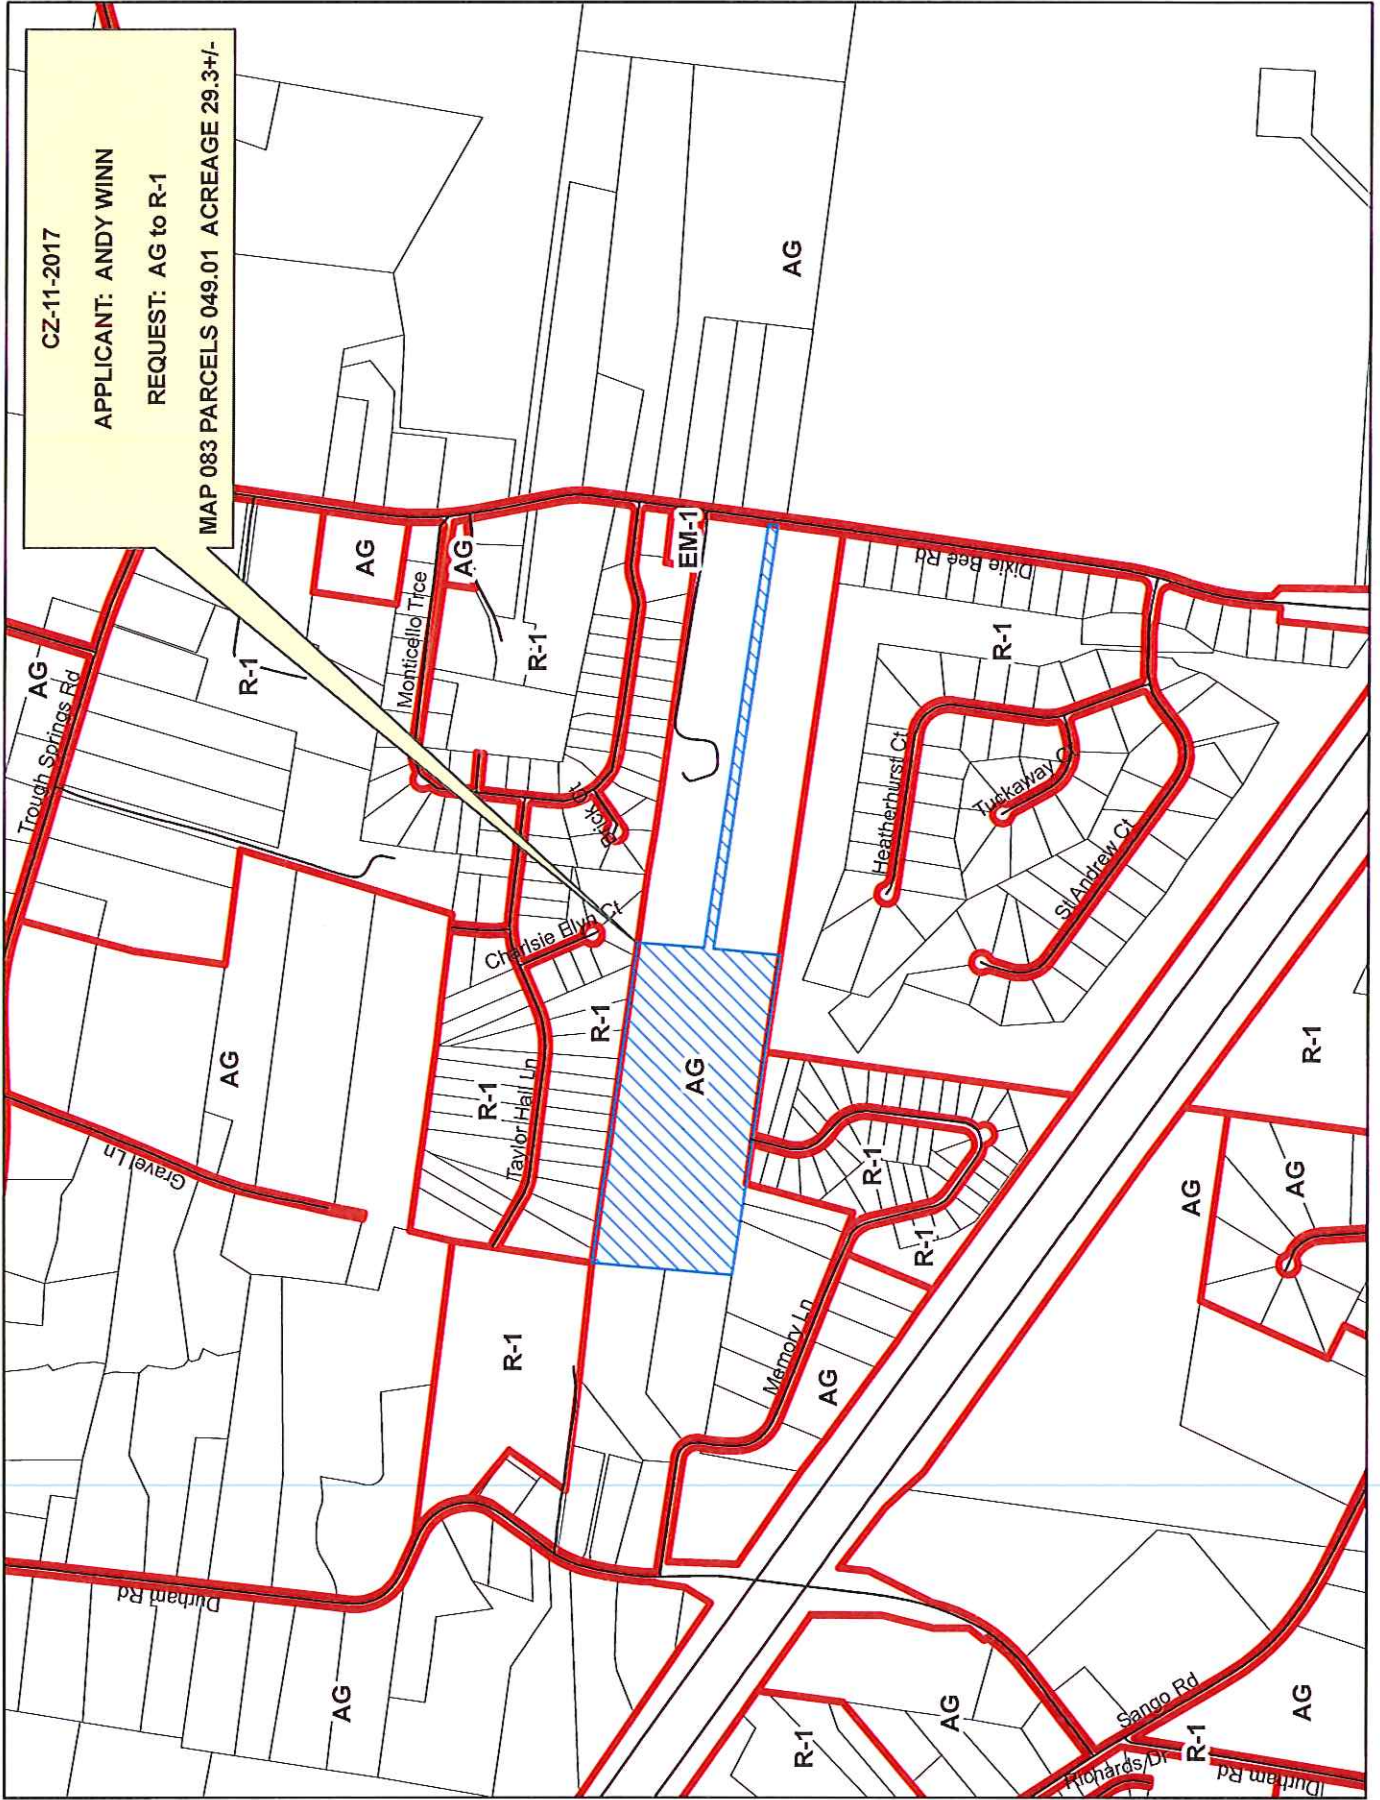 CZ-11-2017
APPLICANT: ANDY WINN
REQUEST: AG to R-1
MAP 083 PARCELS 049.01 ACREAGE 29.3+/-
AG
Trough Springs Rd
R-1
AG
Monticello Trce
AG
R-1
EM-1
AG
Dixie Bee Rd
R-1
Brick Ct
Charlsie Elyn Ct
Heatherhurst Ct
Tuckaway Ct
St Andrew Ct
AG
Gravel Ln
R-1
Taylor Hall Ln
R-1
AG
R-1
R-1
R-1
AG
AG
R-1
Memory Ln
AG
Durham Rd
AG
R-1
AG
Sango Rd
Richards Dr
R-1
Durham Rd
AG